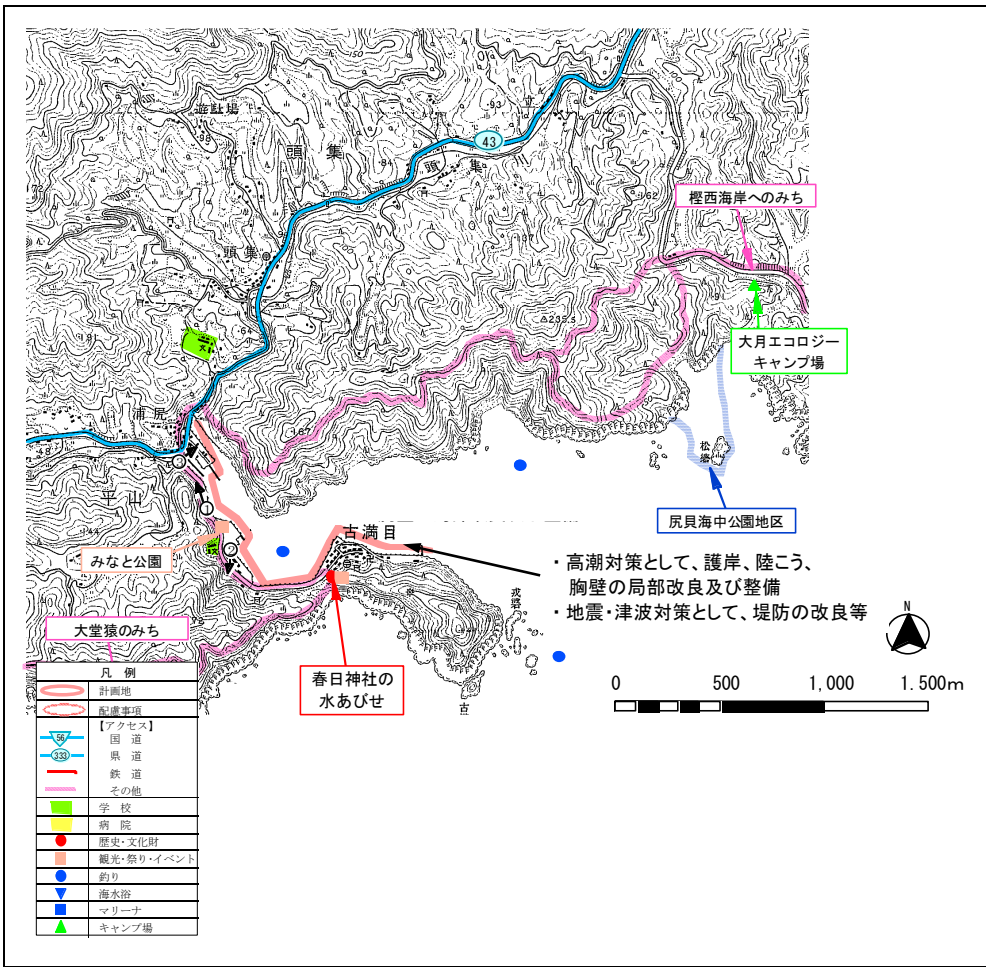 遊駐場
頭 集
43
頭 集
樫西海岸へのみち
頭 集
大月エコロジー
キャンプ場
浦尻
平 山
松碆
尻貝海中公園地区
古満目
みなと公園
・高潮対策として、護岸、陸こう、
胸壁の局部改良及び整備
・地震・津波対策として、堤防の改良等
戎碆
大堂猿のみち
春日神社の
水あびせ
古
N
0 500 1,000 1.500m
凡 例
計画地
配慮事項
【アクセス】
56 国 道
333 県 道
鉄 道
その他
学 校
病 院
歴史・文化財
観光・祭り・イベント
釣り
海水浴
マリーナ
キャンプ場